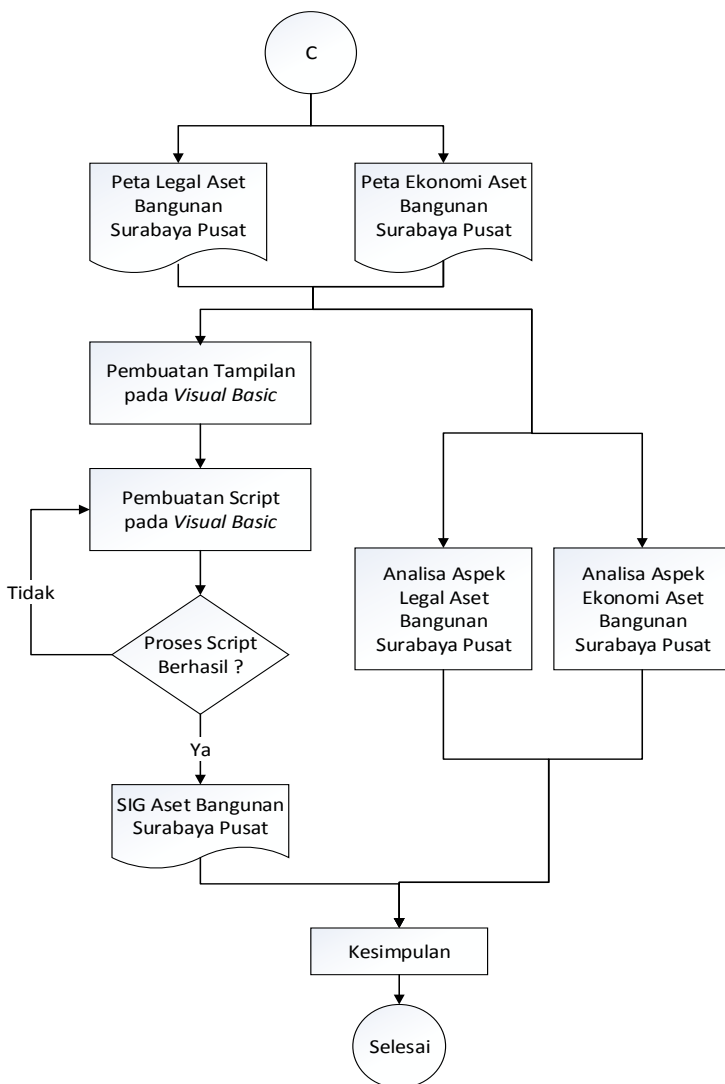 C
Peta Legal Aset
Bangunan
Surabaya Pusat
Peta Ekonomi Aset
Bangunan
Surabaya Pusat
Pembuatan Tampilan
pada Visual Basic
Pembuatan Script
pada Visual Basic
Tidak
Proses Script
Berhasil ?
Ya
SIG Aset Bangunan
Surabaya Pusat
Analisa Aspek
Legal Aset
Bangunan
Surabaya Pusat
Analisa Aspek
Ekonomi Aset
Bangunan
Surabaya Pusat
Kesimpulan
Selesai